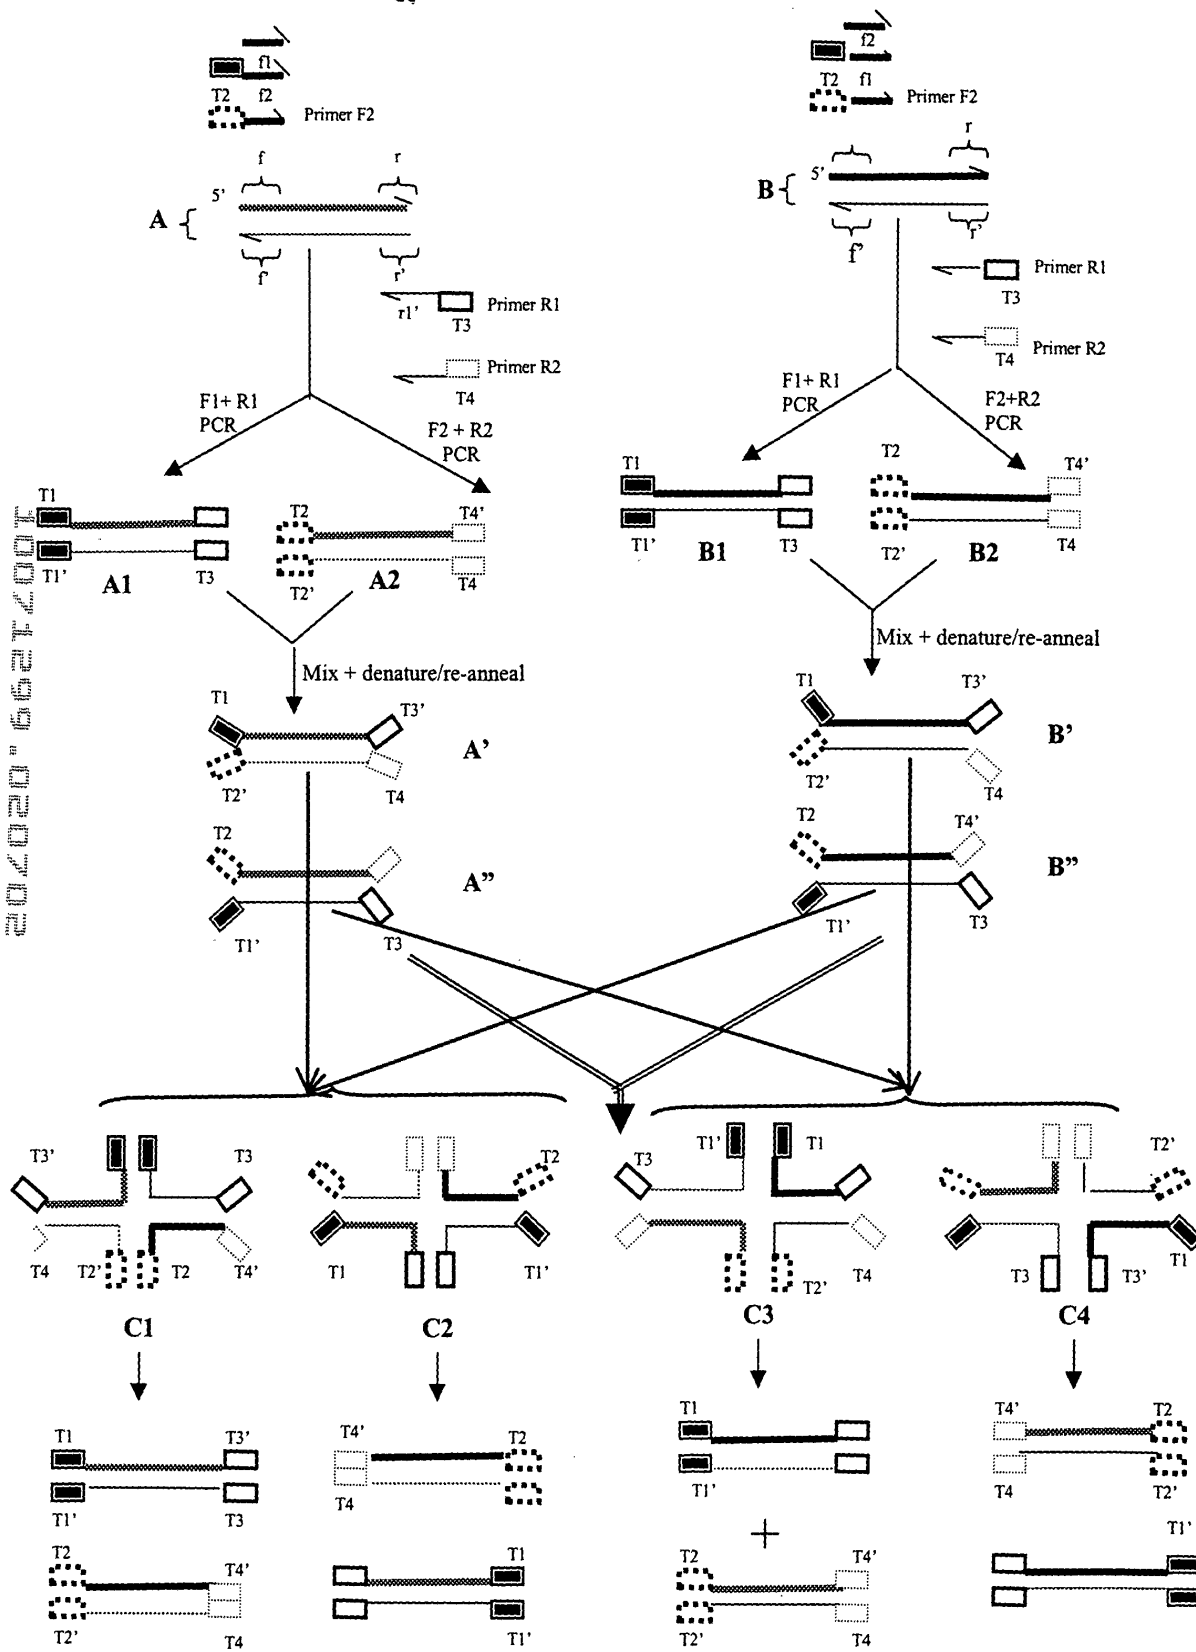 f1
T2
f2
Primer F2
f
r
5'
A
f'
r'
r1'
T3
Primer R1
Primer R2
T4
F1+ R1
PCR
F2 + R2
PCR
T1
T1'
A1
T3
T2
T2'
A2
T4'
T4
Mix + denature/re-anneal
f2
T2
f1
Primer F2
r
5'
B
f'
r'
Primer R1
T3
T4
Primer R2
F1+ R1
PCR
F2+R2
PCR
T1
T1'
B1
T3
T2
T2'
B2
T4'
T4
Mix + denature/re-anneal
T1
T3'
A'
T2'
T4
T2
A''
T1'
T3
T1
T3'
B'
T2'
T4
T2
T4'
B''
T1'
T3
T3'
T3
T4
T2'
T2
T4'
C1
T2
T1
T1'
C2
T1'
T1
T3
T2'
T4
C3
T2'
T3
T3'
T1
C4
T1
T3'
T1'
T3
T2
T4'
T2'
T4
T4'
T2
T4
T1
T1'
T1
T1'
+
T2
T4'
T2'
T4
T4'
T2
T4
T2'
T1'